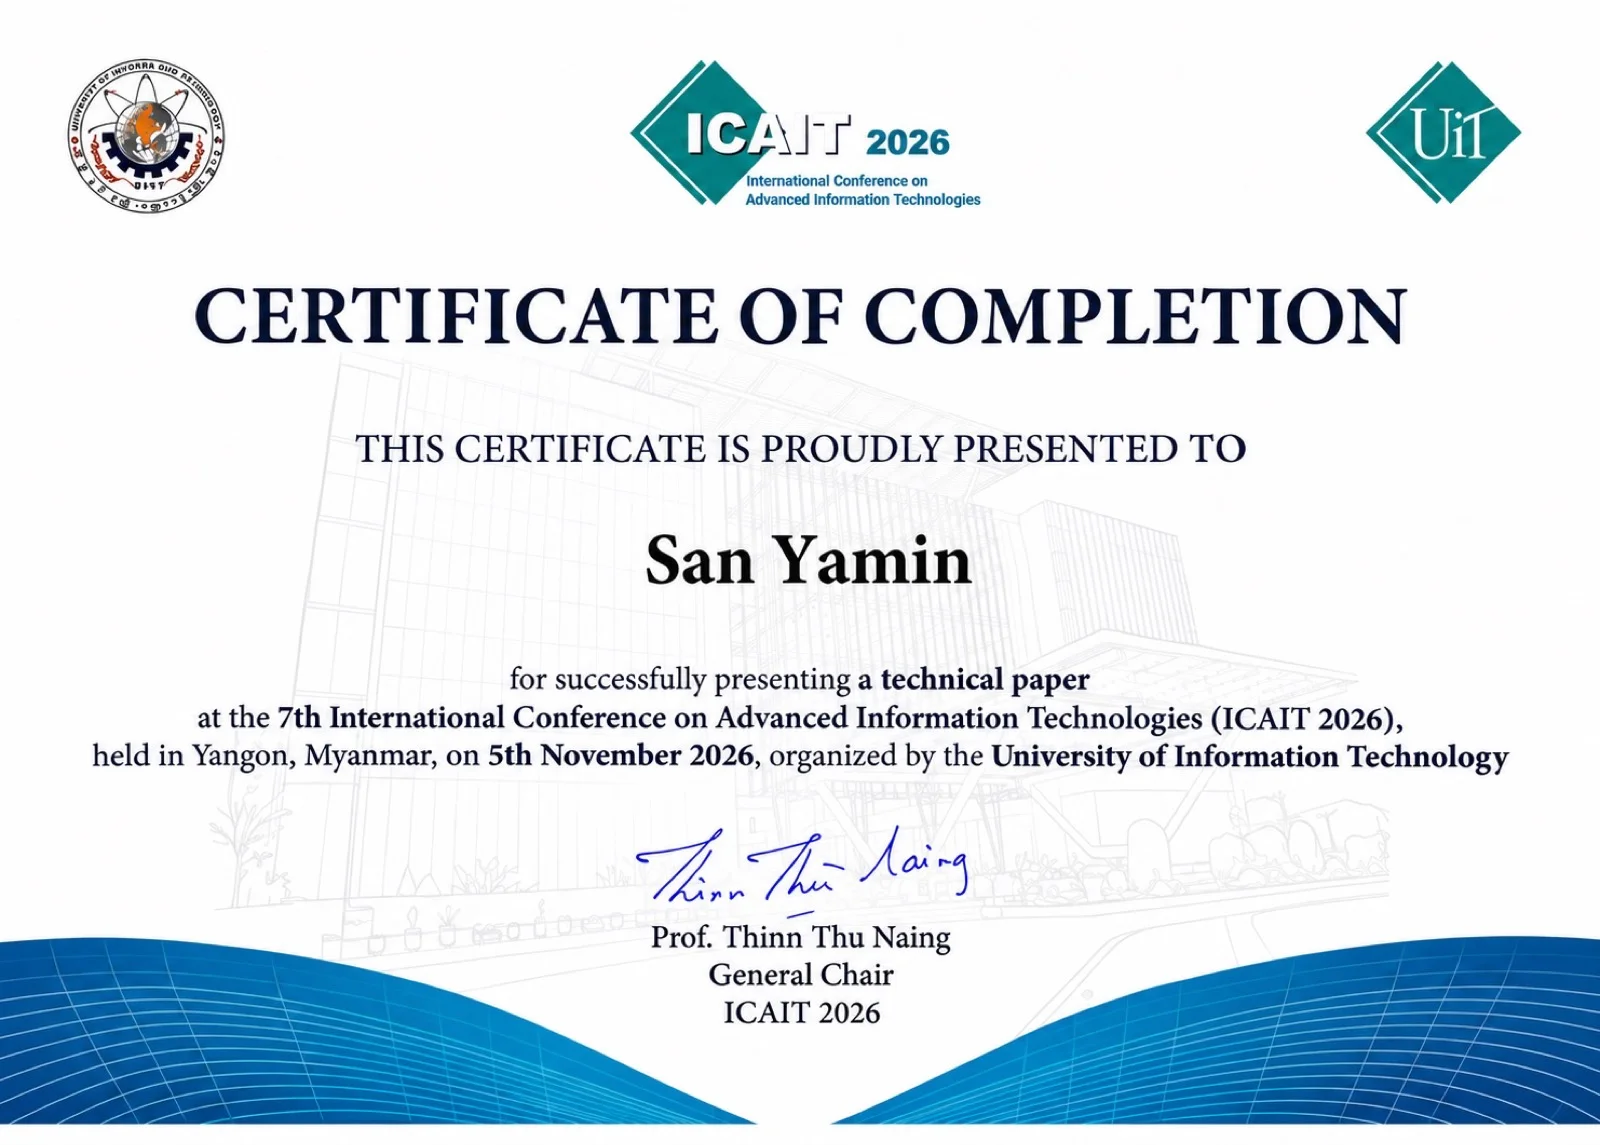 ICAIT 2026
International Conference on
Advanced Information Technologies
UiT
CERTIFICATE OF COMPLETION
THIS CERTIFICATE IS PROUDLY PRESENTED TO
San Yamin
for successfully presenting a technical paper
at the 7th International Conference on Advanced Information Technologies (ICAIT 2026),
held in Yangon, Myanmar, on 5th November 2026, organized by the University of Information Technology
Thinn Thu Naing
Prof. Thinn Thu Naing
General Chair
ICAIT 2026